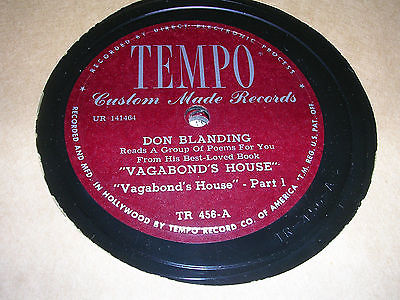 RECORDED BY DIRECT ELECTRONIC PROCESS
TEMPO
Custom Made Records
UR 141464
DON BLANDING
Reads A Group Of Poems For You
From His Best-Loved Book
"VAGABOND'S HOUSE"
"Vagabond's House" - Part 1
TR 456-A
RECORDED AND MFD. IN HOLLYWOOD BY TEMPO RECORD CO. OF AMERICA "T.M. REG. U.S. PAT. OFF.
TR-456-A